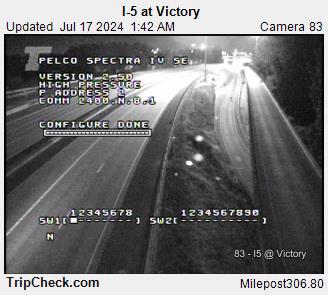 I-5 at Victory
Updated Jul 17 2024 1:42 AM Camera 83
PELCO SPECTRA IV SE
VERSION 2.50
HIGH PRESSURE
P ADDRESS 2
COMM 2400,N,8,1
CONFIGURE DONE
12345678 1234567890
SW1[ ■------- ] SW2[ ---------- ]
N
83 - I5 @ Victory
TripCheck.com Milepost306.80